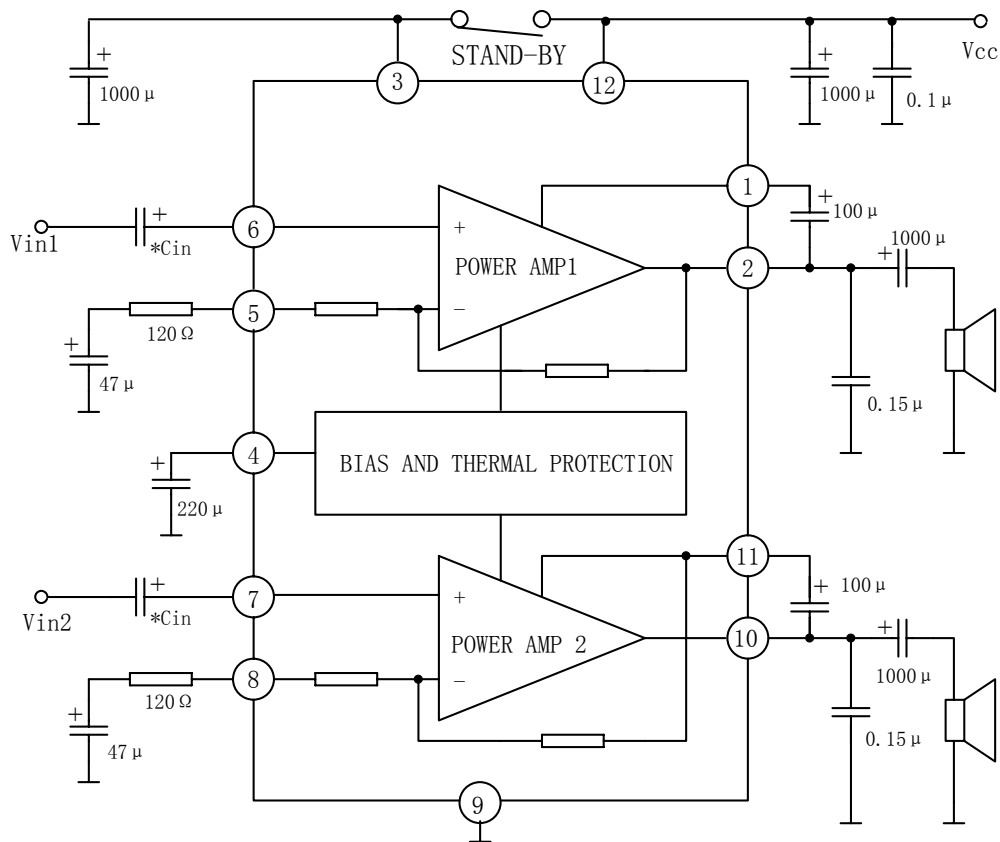 STAND-BY
Vcc
3
12
1000μ
1000μ
0.1μ
1
6
100μ
Vin1
*Cin
POWER AMP1
2
1000μ
5
120Ω
47μ
0.15μ
4
BIAS AND THERMAL PROTECTION
220μ
11
7
100μ
Vin2
*Cin
POWER AMP 2
10
8
1000μ
120Ω
47μ
0.15μ
9